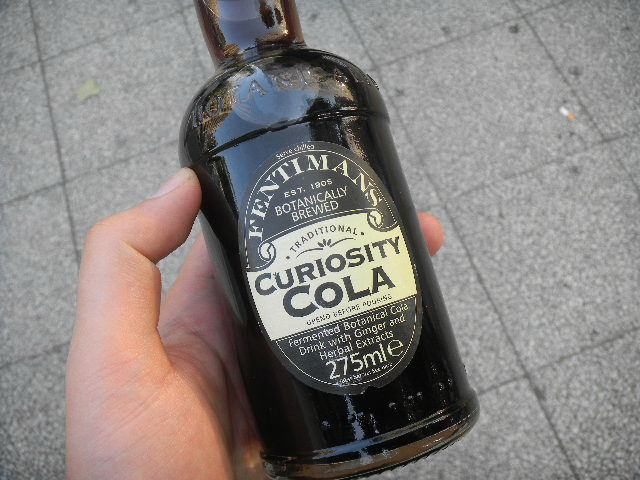 Serve chilled
FENTIMANS
EST. 1905
BOTANICALLY
BREWED
TRADITIONAL
CURIOSITY
COLA
UPEND BEFORE POURING
Fermented Botanical Cola
Drink with Ginger and
Herbal Extracts
275ml e